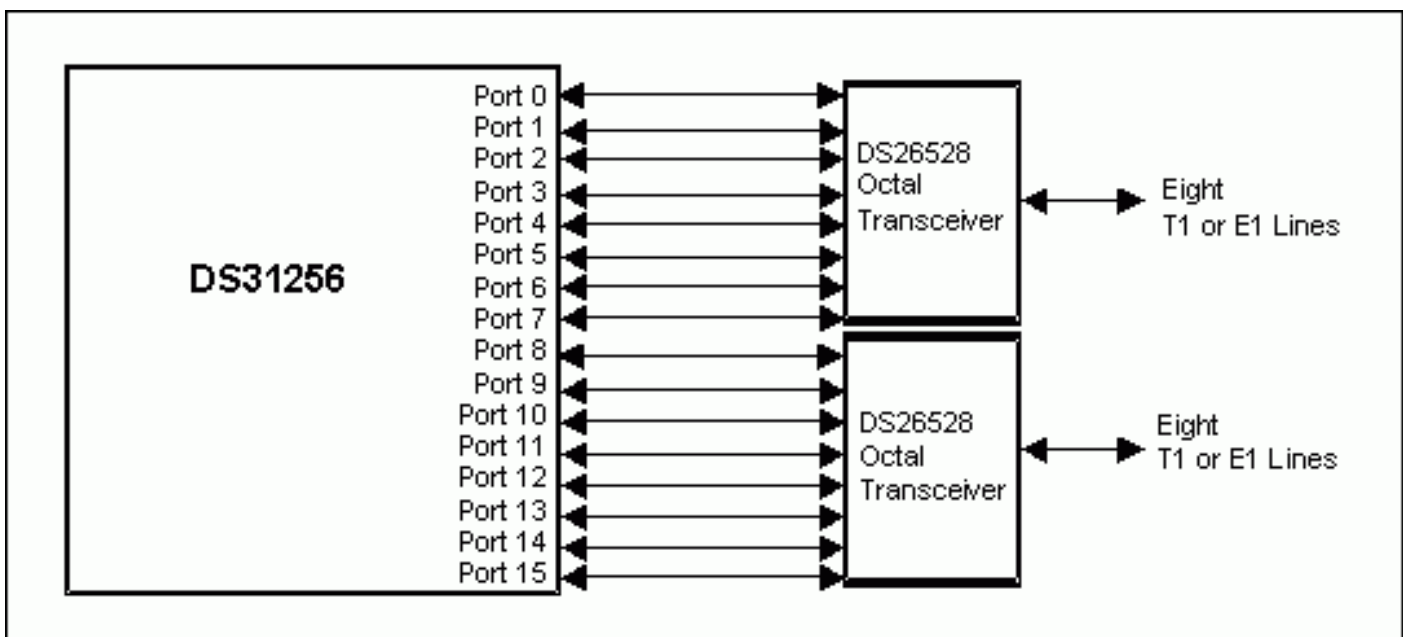 DS31256
Port 0
Port 1
Port 2
Port 3
Port 4
Port 5
Port 6
Port 7
Port 8
Port 9
Port 10
Port 11
Port 12
Port 13
Port 14
Port 15
DS26528
Octal
Transceiver
Eight
T1 or E1 Lines
DS26528
Octal
Transceiver
Eight
T1 or E1 Lines